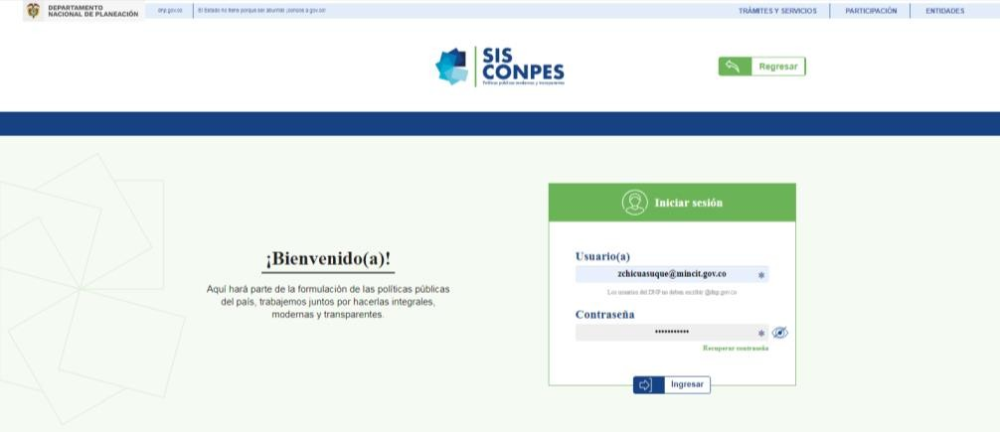 DEPARTAMENTO
NACIONAL DE PLANEACIÓN
dnp.gov.co
El Estado no tiene porque ser aburrido ¡conoce a gov.co!
TRÁMITES Y SERVICIOS
PARTICIPACIÓN
ENTIDADES
SIS
CONPES
Políticas públicas modernas y transparentes
Regresar
Iniciar sesión
¡Bienvenido(a)!
Aquí hará parte de la formulación de las políticas públicas
del país, trabajemos juntos por hacerlas integrales,
modernas y transparentes.
Usuario(a)
zchicuasuque@mincit.gov.co *
Los usuarios del DNP no deben escribir @dnp.gov.co
Contraseña
••••••••••• *
Recuperar contraseña
Ingresar